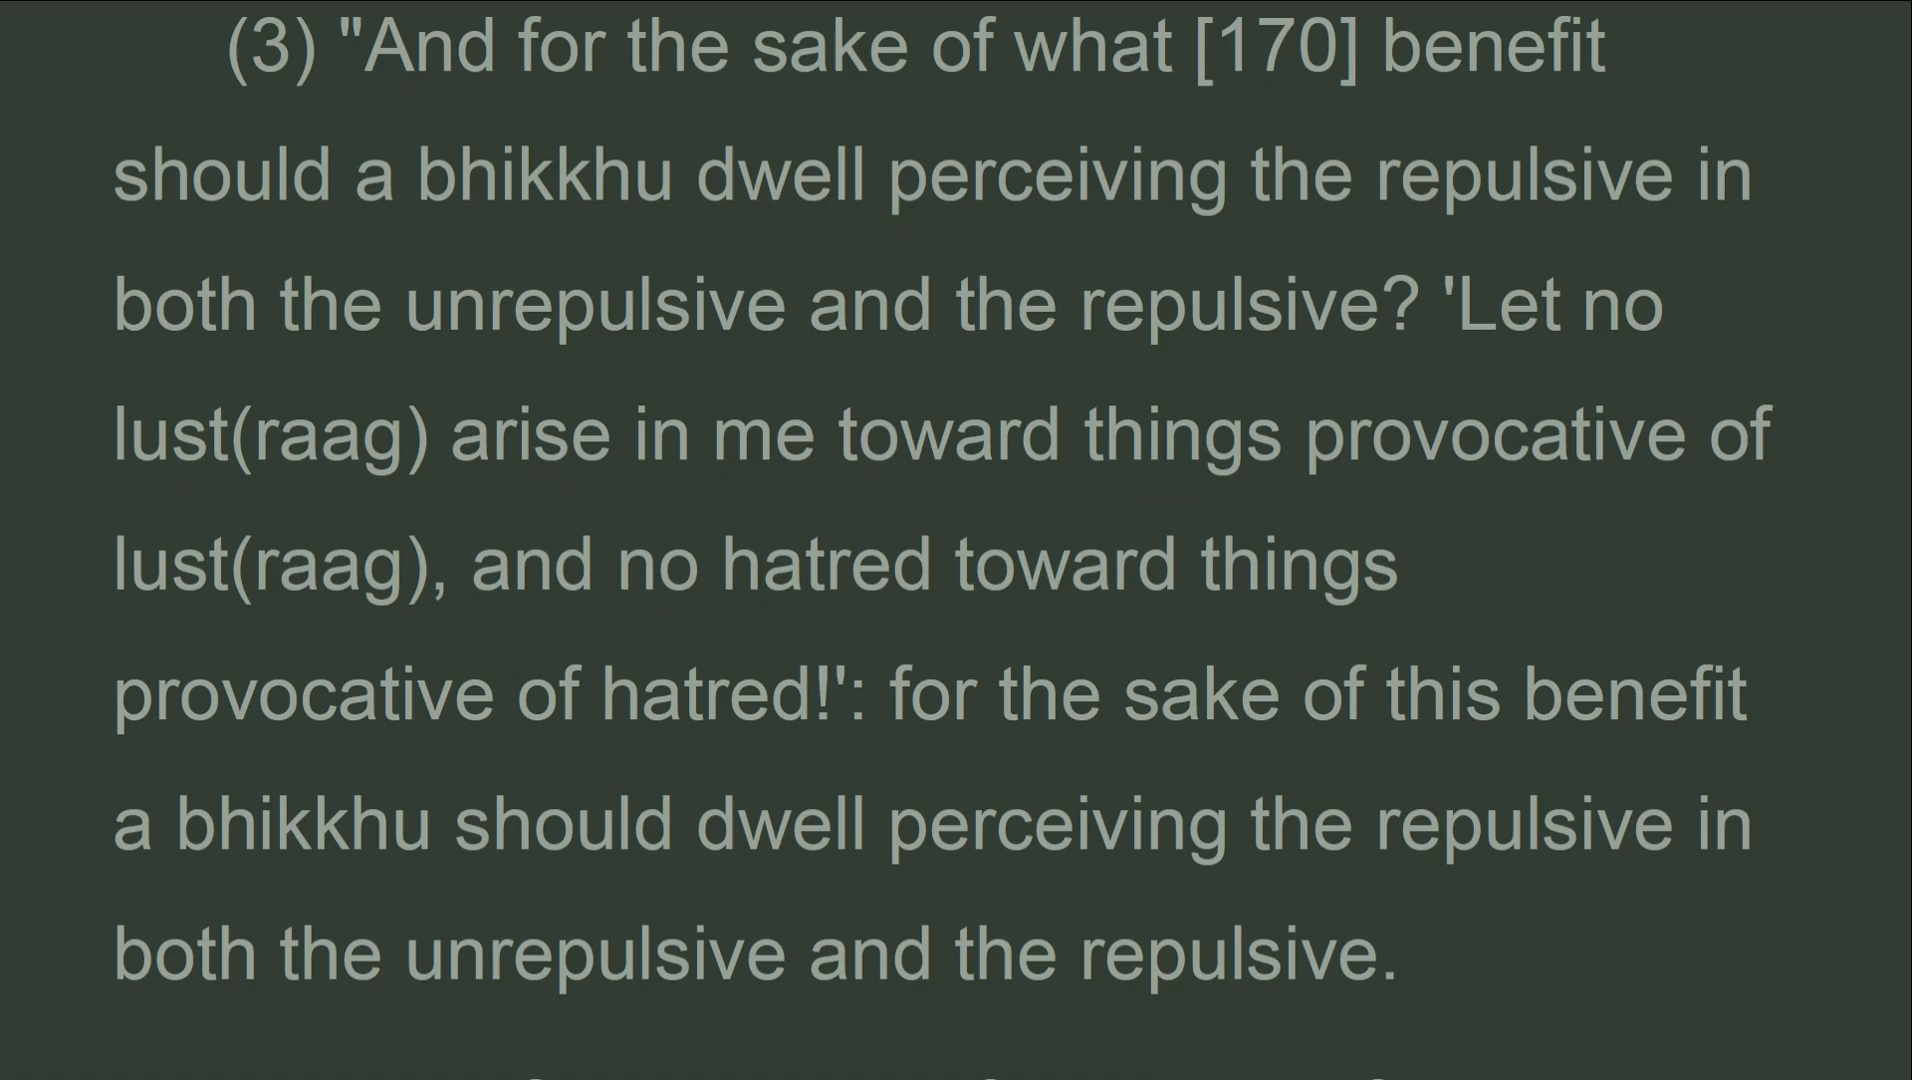 (3) "And for the sake of what [170] benefit
should a bhikkhu dwell perceiving the repulsive in
both the unrepulsive and the repulsive? 'Let no
lust(raag) arise in me toward things provocative of
lust(raag), and no hatred toward things
provocative of hatred!': for the sake of this benefit
a bhikkhu should dwell perceiving the repulsive in
both the unrepulsive and the repulsive.